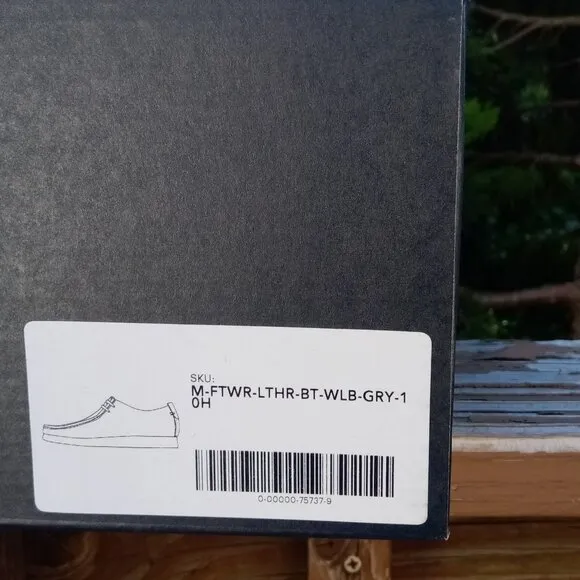 SKU:
M-FTWR-LTHR-BT-WLB-GRY-1
0H
0-00000-75737-9